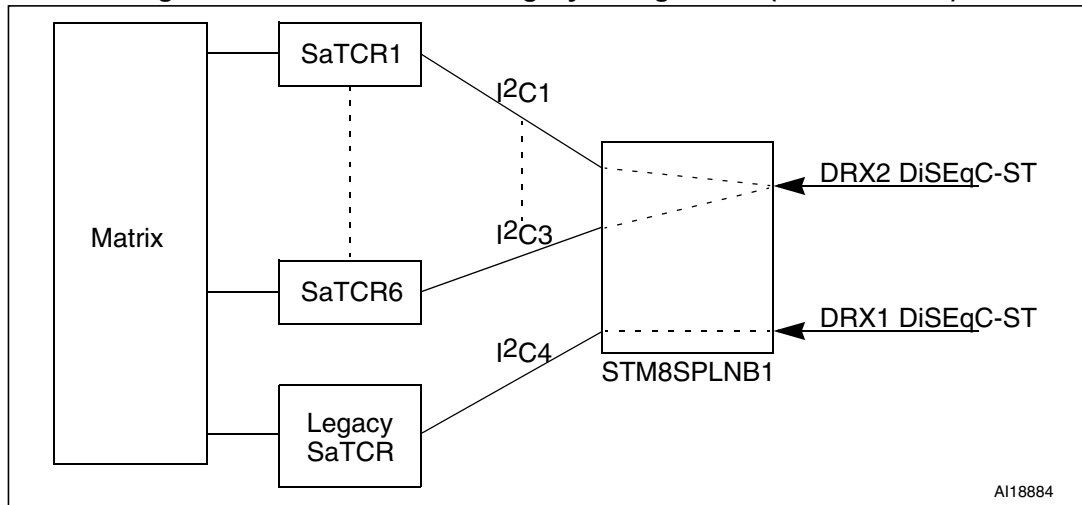 SaTCR1
I²C1
DRX2 DiSEqC-ST
Matrix
I²C3
SaTCR6
DRX1 DiSEqC-ST
I²C4
STM8SPLNB1
Legacy
SaTCR
AI18884